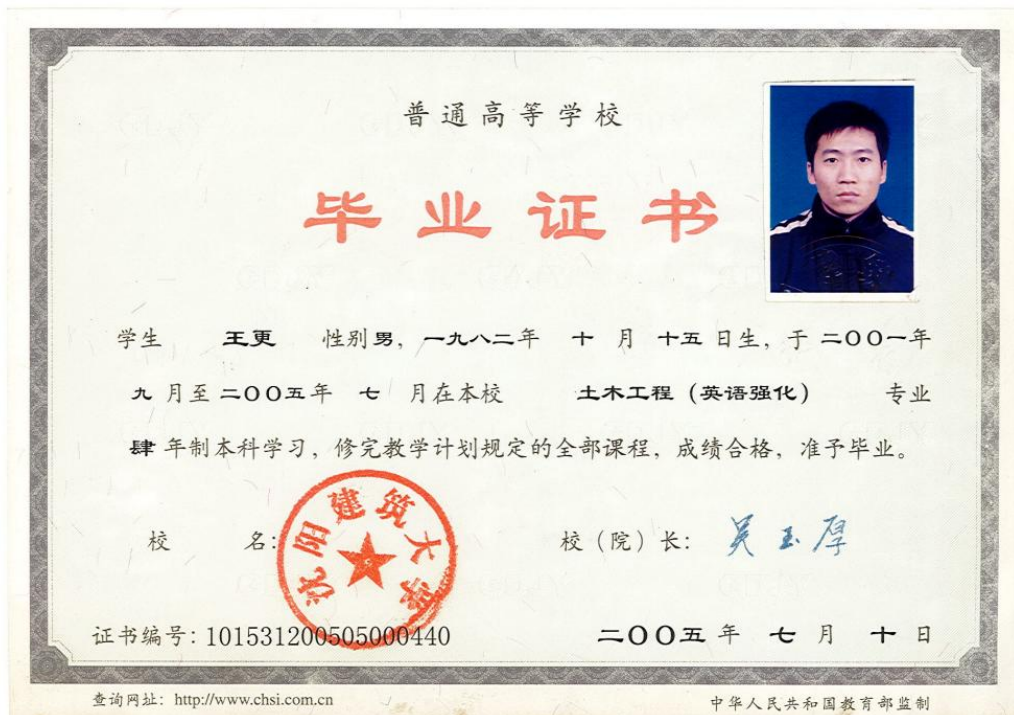 普通高等学校
毕业证书
学生 王更 性别男，一九八二年 十 月 十五 日生，于 二OO一年
九 月至 二OO五年 七 月在本校 土木工程（英语强化） 专业
肆 年制本科学习，修完教学计划规定的全部课程，成绩合格，准予毕业。
沈阳建筑大学
校 名： 校（院）长： 吴玉厚
证书编号：101531200505000440 二OO五 年 七 月 十 日
查询网址：http://www.chsi.com.cn 中华人民共和国教育部监制